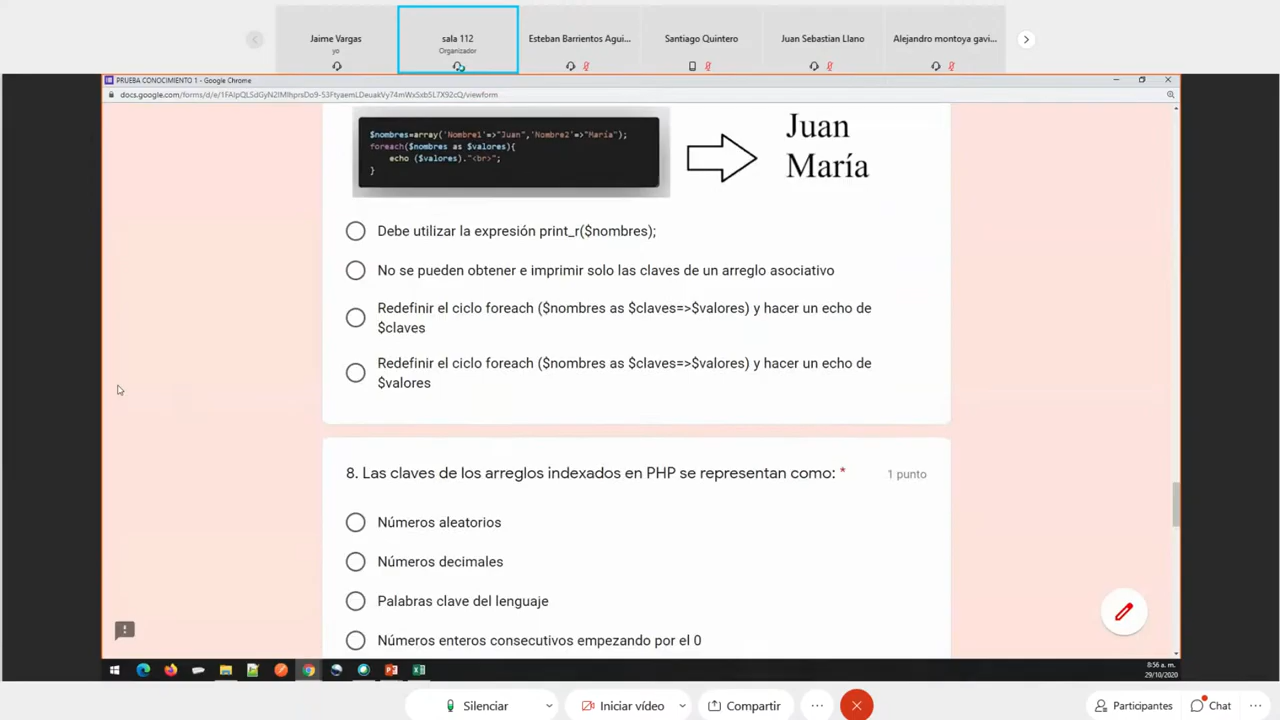 Jaime Vargas
yo
sala 112
Organizador
Esteban Barrientos Agui...
Santiago Quintero
Juan Sebastian Llano
Alejandro montoya gavi...
PRUEBA CONOCIMIENTO 1 - Google Chrome
$nombres=array('Nombre1'=>"Juan",'Nombre2'=>"María");
foreach($nombres as $valores){
echo ($valores)."<br>";
}
Juan
María
Debe utilizar la expresión print_r($nombres);
No se pueden obtener e imprimir solo las claves de un arreglo asociativo
Redefinir el ciclo foreach ($nombres as $claves=>$valores) y hacer un echo de
$claves
Redefinir el ciclo foreach ($nombres as $claves=>$valores) y hacer un echo de
$valores
8. Las claves de los arreglos indexados en PHP se representan como: *
1 punto
Números aleatorios
Números decimales
Palabras clave del lenguaje
Números enteros consecutivos empezando por el 0
8:56 a. m.
29/10/2020
Silenciar
Iniciar vídeo
Compartir
Participantes
Chat